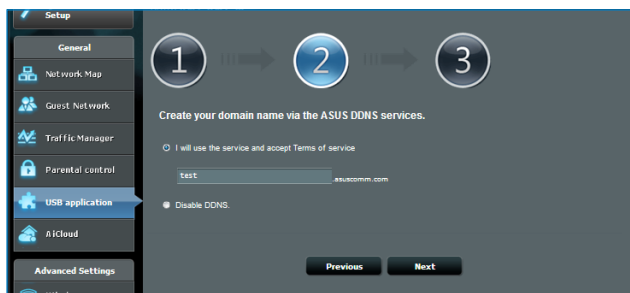 Setup
General
Network Map
Guest Network
Traffic Manager
Parental control
USB application
AiCloud
Advanced Settings
1
2
3
Create your domain name via the ASUS DDNS services.
I will use the service and accept Terms of service
test
.asuscomm.com
Disable DDNS.
Previous
Next